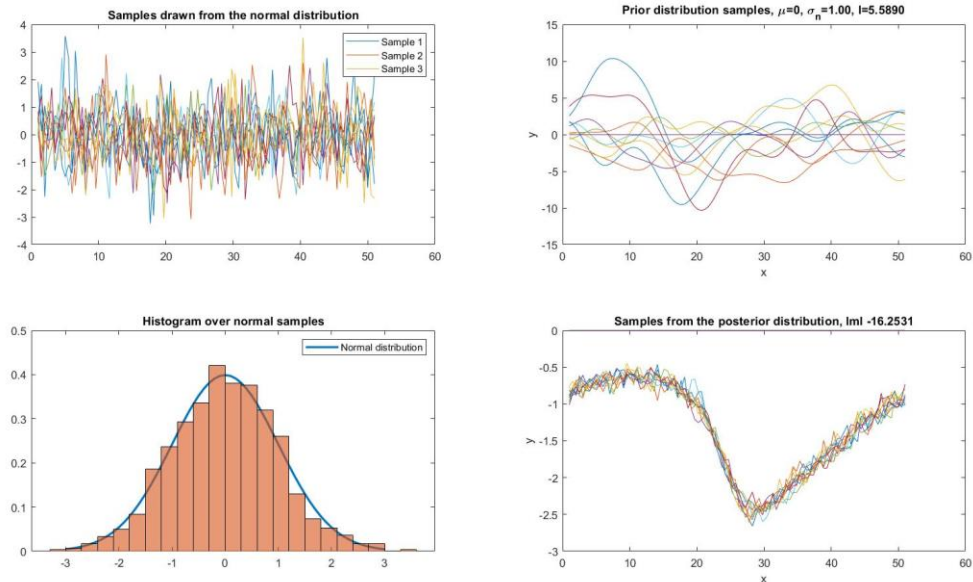 Samples drawn from the normal distribution
4
3
2
1
0
-1
-2
-3
-4
0 10 20 30 40 50 60
Sample 1
Sample 2
Sample 3
Prior distribution samples, μ=0, σn=1.00, l=5.5890
15
10
5
0
-5
-10
-15
y
0 10 20 30 40 50 60
x
Histogram over normal samples
0.5
0.4
0.3
0.2
0.1
0
-3 -2 -1 0 1 2 3
Normal distribution
Samples from the posterior distribution, lml -16.2531
0
-0.5
-1
-1.5
-2
-2.5
-3
y
0 10 20 30 40 50 60
x